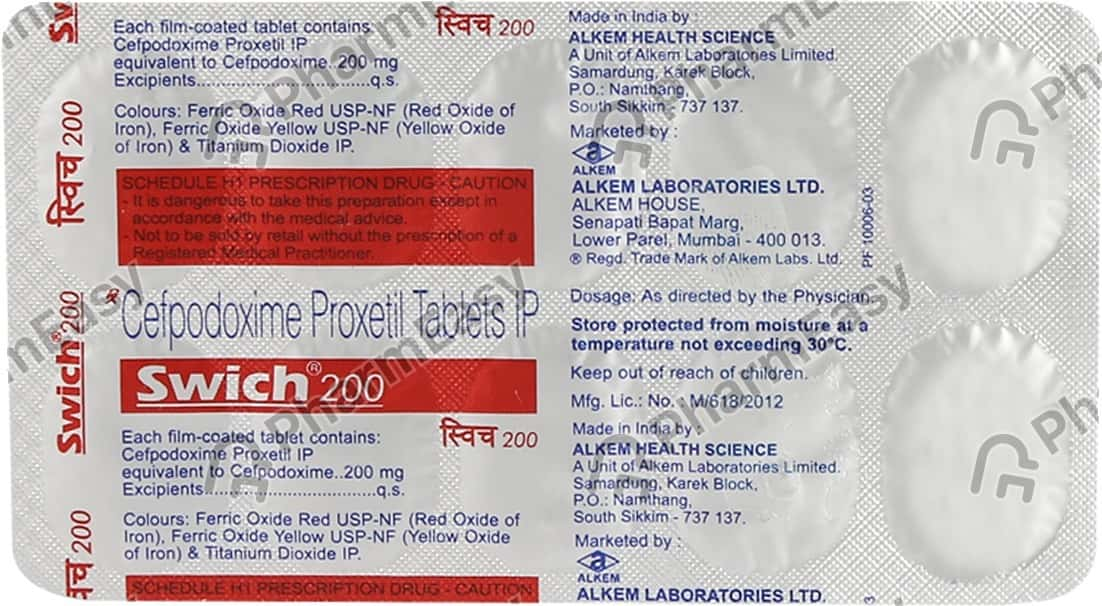 Sw
स्विच 200
Swich® 200
स्विच 200
Each film-coated tablet contains
Cefpodoxime Proxetil IP
equivalent to Cefpodoxime..200 mg
Excipients....................q.s.
स्विच 200
Colours: Ferric Oxide Red USP-NF (Red Oxide of
Iron), Ferric Oxide Yellow USP-NF (Yellow Oxide
of Iron) & Titanium Dioxide IP.
SCHEDULE H1 PRESCRIPTION DRUG - CAUTION
- It is dangerous to take this preparation except in
accordance with the medical advice.
- Not to be sold by retail without the prescription of a
Registered Medical Practitioner.
Cefpodoxime Proxetil Tablets IP
Swich® 200
Each film-coated tablet contains:
Cefpodoxime Proxetil IP
equivalent to Cefpodoxime..200 mg
Excipients....................q.s.
स्विच 200
Colours: Ferric Oxide Red USP-NF (Red Oxide of
Iron), Ferric Oxide Yellow USP-NF (Yellow Oxide
of Iron) & Titanium Dioxide IP.
SCHEDULE H1 PRESCRIPTION DRUG - CAUTION
Made in India by :
ALKEM HEALTH SCIENCE
A Unit of Alkem Laboratories Limited.
Samardung, Karek Block,
P.O.: Namthang,
South Sikkim - 737 137.
Marketed by :
ALKEM
ALKEM LABORATORIES LTD.
ALKEM HOUSE,
Senapati Bapat Marg,
Lower Parel, Mumbai - 400 013.
® Regd. Trade Mark of Alkem Labs. Ltd.
PF 10006-03
Dosage: As directed by the Physician.
Store protected from moisture at a
temperature not exceeding 30°C.
Keep out of reach of children.
Mfg. Lic.: No. : M/618/2012
Made in India by :
ALKEM HEALTH SCIENCE
A Unit of Alkem Laboratories Limited.
Samardung, Karek Block,
P.O.: Namthang,
South Sikkim - 737 137.
Marketed by :
ALKEM
ALKEM LABORATORIES LTD.
3
PharmEasy
PharmEasy
PharmEasy